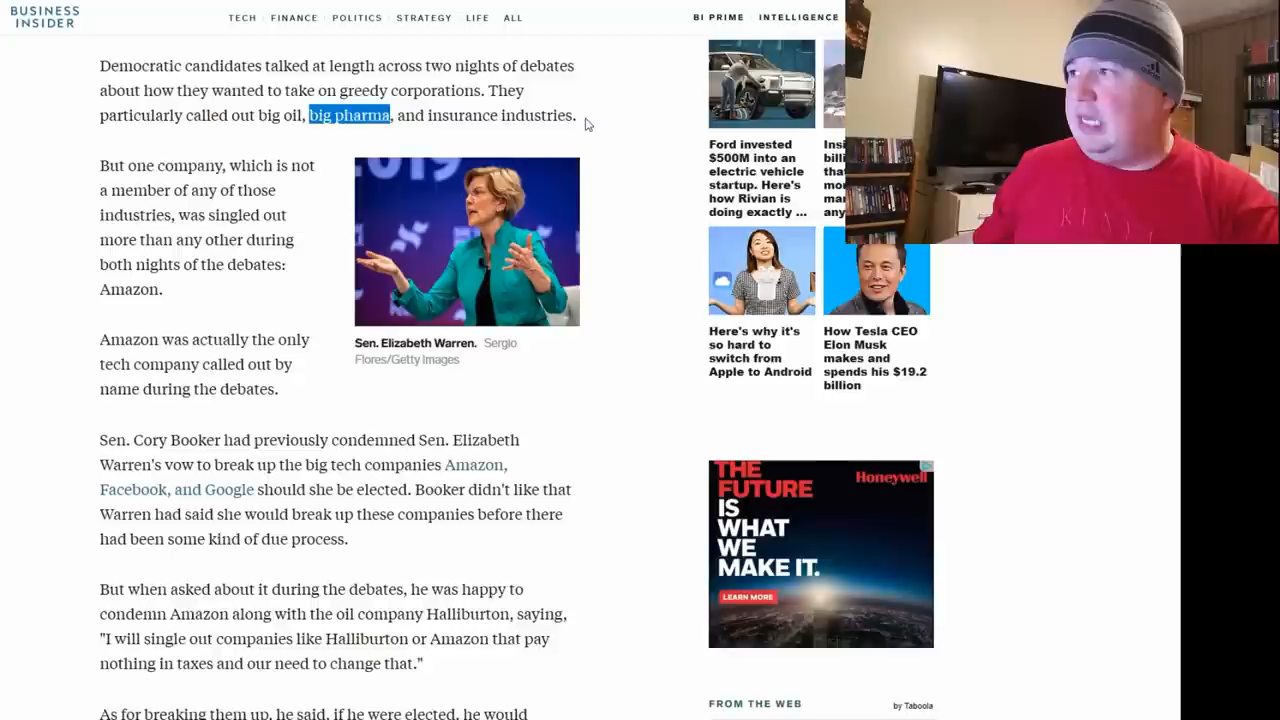 BUSINESS
INSIDER
TECH FINANCE POLITICS STRATEGY LIFE ALL
BI PRIME INTELLIGENCE
Democratic candidates talked at length across two nights of debates
about how they wanted to take on greedy corporations. They
particularly called out big oil, big pharma, and insurance industries.
But one company, which is not
a member of any of those
industries, was singled out
more than any other during
both nights of the debates:
Amazon.
Amazon was actually the only
tech company called out by
name during the debates.
Sen. Elizabeth Warren. Sergio
Flores/Getty Images
Sen. Cory Booker had previously condemned Sen. Elizabeth
Warren's vow to break up the big tech companies Amazon,
Facebook, and Google should she be elected. Booker didn't like that
Warren had said she would break up these companies before there
had been some kind of due process.
But when asked about it during the debates, he was happy to
condemn Amazon along with the oil company Halliburton, saying,
"I will single out companies like Halliburton or Amazon that pay
nothing in taxes and our need to change that."
As for breaking them up, he said, if he were elected, he would
Ford invested
$500M into an
electric vehicle
startup. Here's
how Rivian is
doing exactly ...
Here's why it's
so hard to
switch from
Apple to Android
How Tesla CEO
Elon Musk
makes and
spends his $19.2
billion
THE
FUTURE
IS
WHAT
WE
MAKE IT.
Honeywell
LEARN MORE
FROM THE WEB
by Taboola